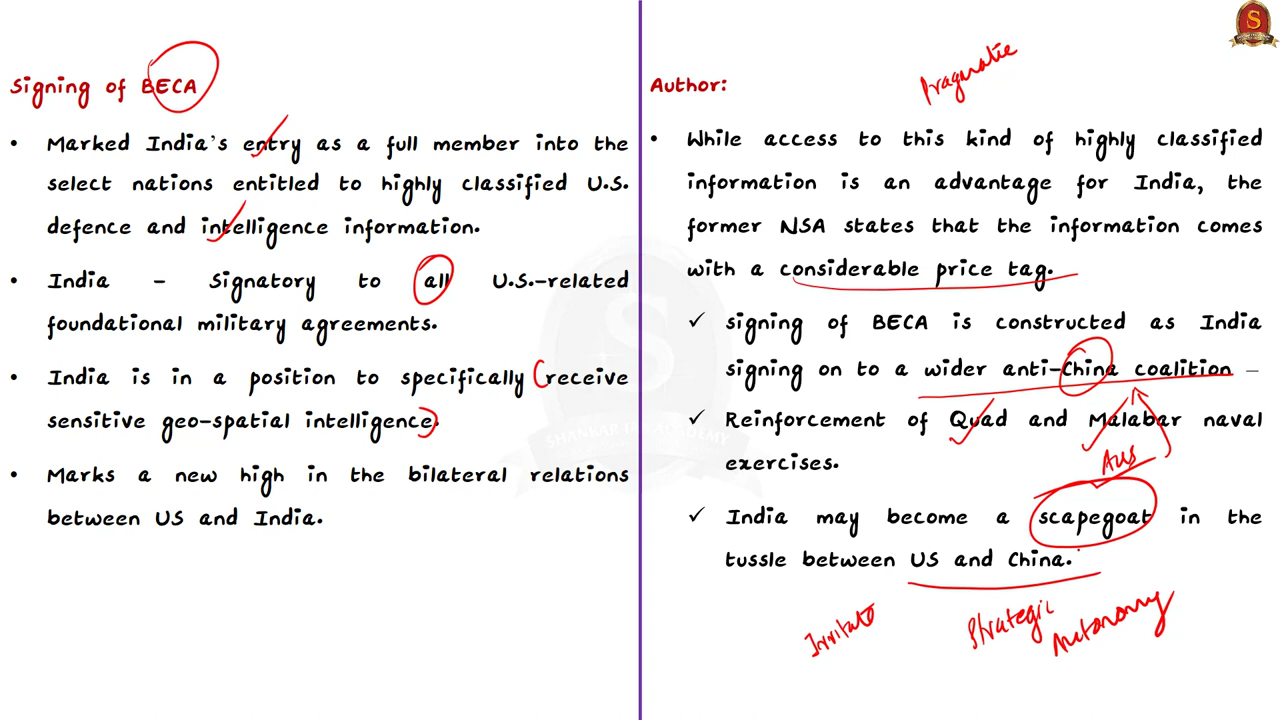 Signing of BECA
• Marked India's entry as a full member into the
select nations entitled to highly classified U.S.
defence and intelligence information.
• India - Signatory to all U.S.-related
foundational military agreements.
• India is in a position to specifically receive
sensitive geo-spatial intelligence.
• Marks a new high in the bilateral relations
between US and India.
Author:
Pragmatic
• While access to this kind of highly classified
information is an advantage for India, the
former NSA states that the information comes
with a considerable price tag.
✓ signing of BECA is constructed as India
signing on to a wider anti-China coalition –
✓ Reinforcement of Quad and Malabar naval
exercises.
Aus
✓ India may become a scapegoat in the
tussle between US and China.
Irritate
Strategic
Autonomy
S
SHANKAR IAS ACADEMY